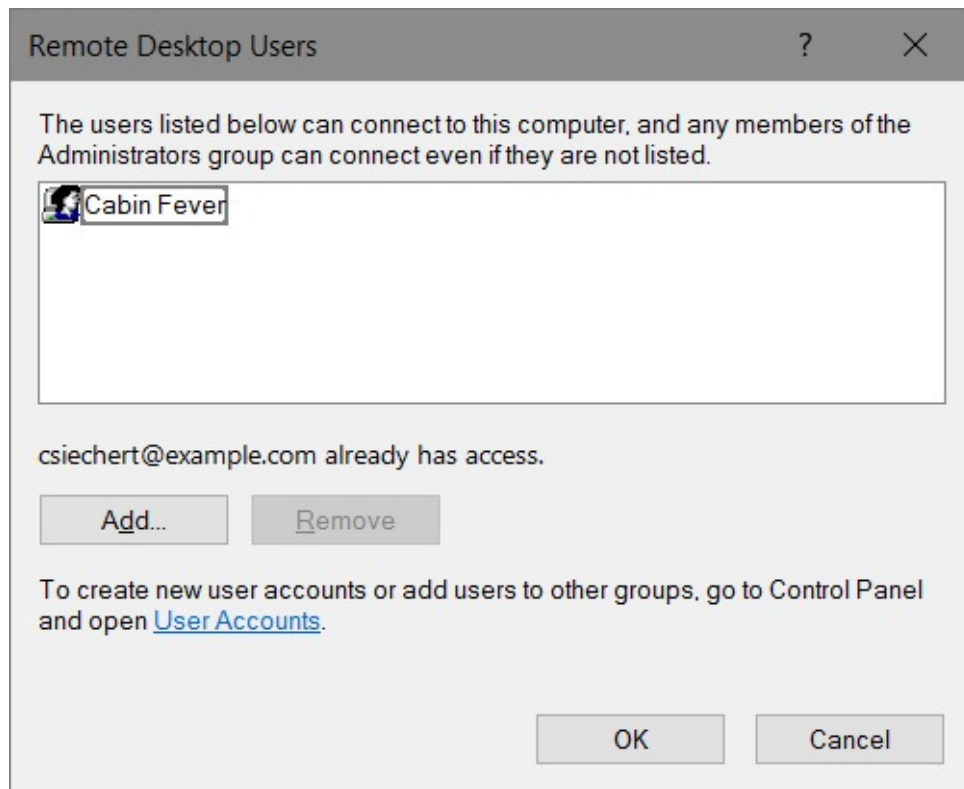 Remote Desktop Users ?
The users listed below can connect to this computer, and any members of the
Administrators group can connect even if they are not listed.
Cabin Fever
csiechert@example.com already has access.
Add... Remove
To create new user accounts or add users to other groups, go to Control Panel
and open User Accounts.
OK Cancel